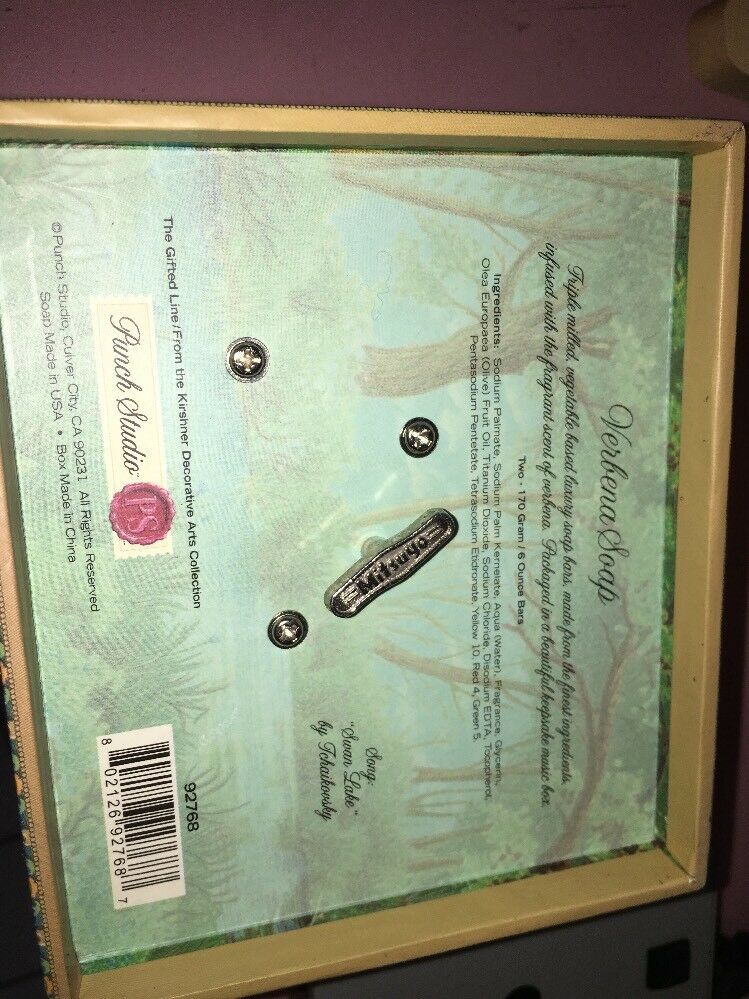 Verbena Soap
Triple milled, vegetable based luxury soap bars, made from the finest ingredients,
infused with the fragrant scent of verbena. Packaged in a beautiful keepsake music box.
Two - 170 Gram / 6 Ounce Bars
Ingredients: Sodium Palmate, Sodium Palm Kernelate, Aqua (Water), Fragrance, Glycerin,
Olea Europaea (Olive) Fruit Oil, Titanium Dioxide, Sodium Chloride, Disodium EDTA, Tocopherol,
Pentasodium Pentetate, Tetrasodium Etidronate, Yellow 10, Red 4, Green 5.
Mitsuyo
Song:
"Swan Lake"
by Tchaikovsky
The Gifted Line/From the Kirshner Decorative Arts Collection
Punch Studio™
PS
©Punch Studio, Culver City, CA 90231 All Rights Reserved
Soap Made in USA • Box Made in China
92768
8 02126 92768 7